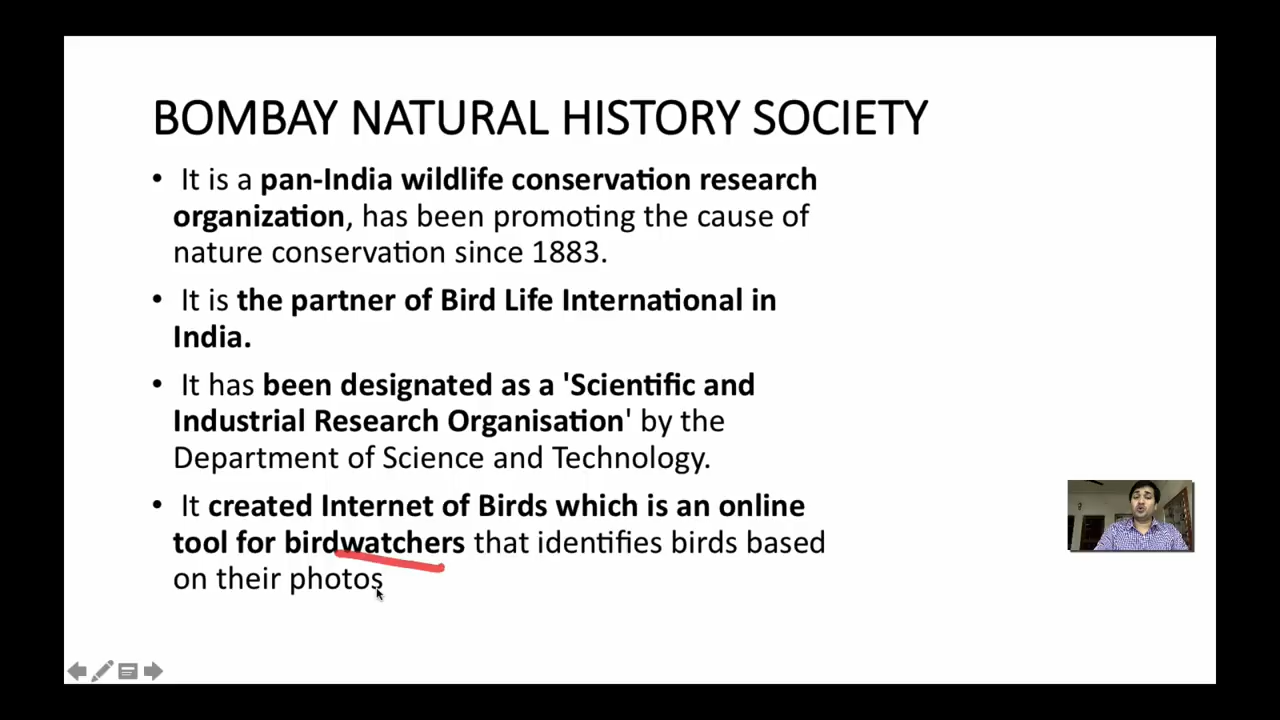 BOMBAY NATURAL HISTORY SOCIETY
• It is a pan-India wildlife conservation research
organization, has been promoting the cause of
nature conservation since 1883.
• It is the partner of Bird Life International in
India.
• It has been designated as a 'Scientific and
Industrial Research Organisation' by the
Department of Science and Technology.
• It created Internet of Birds which is an online
tool for birdwatchers that identifies birds based
on their photos